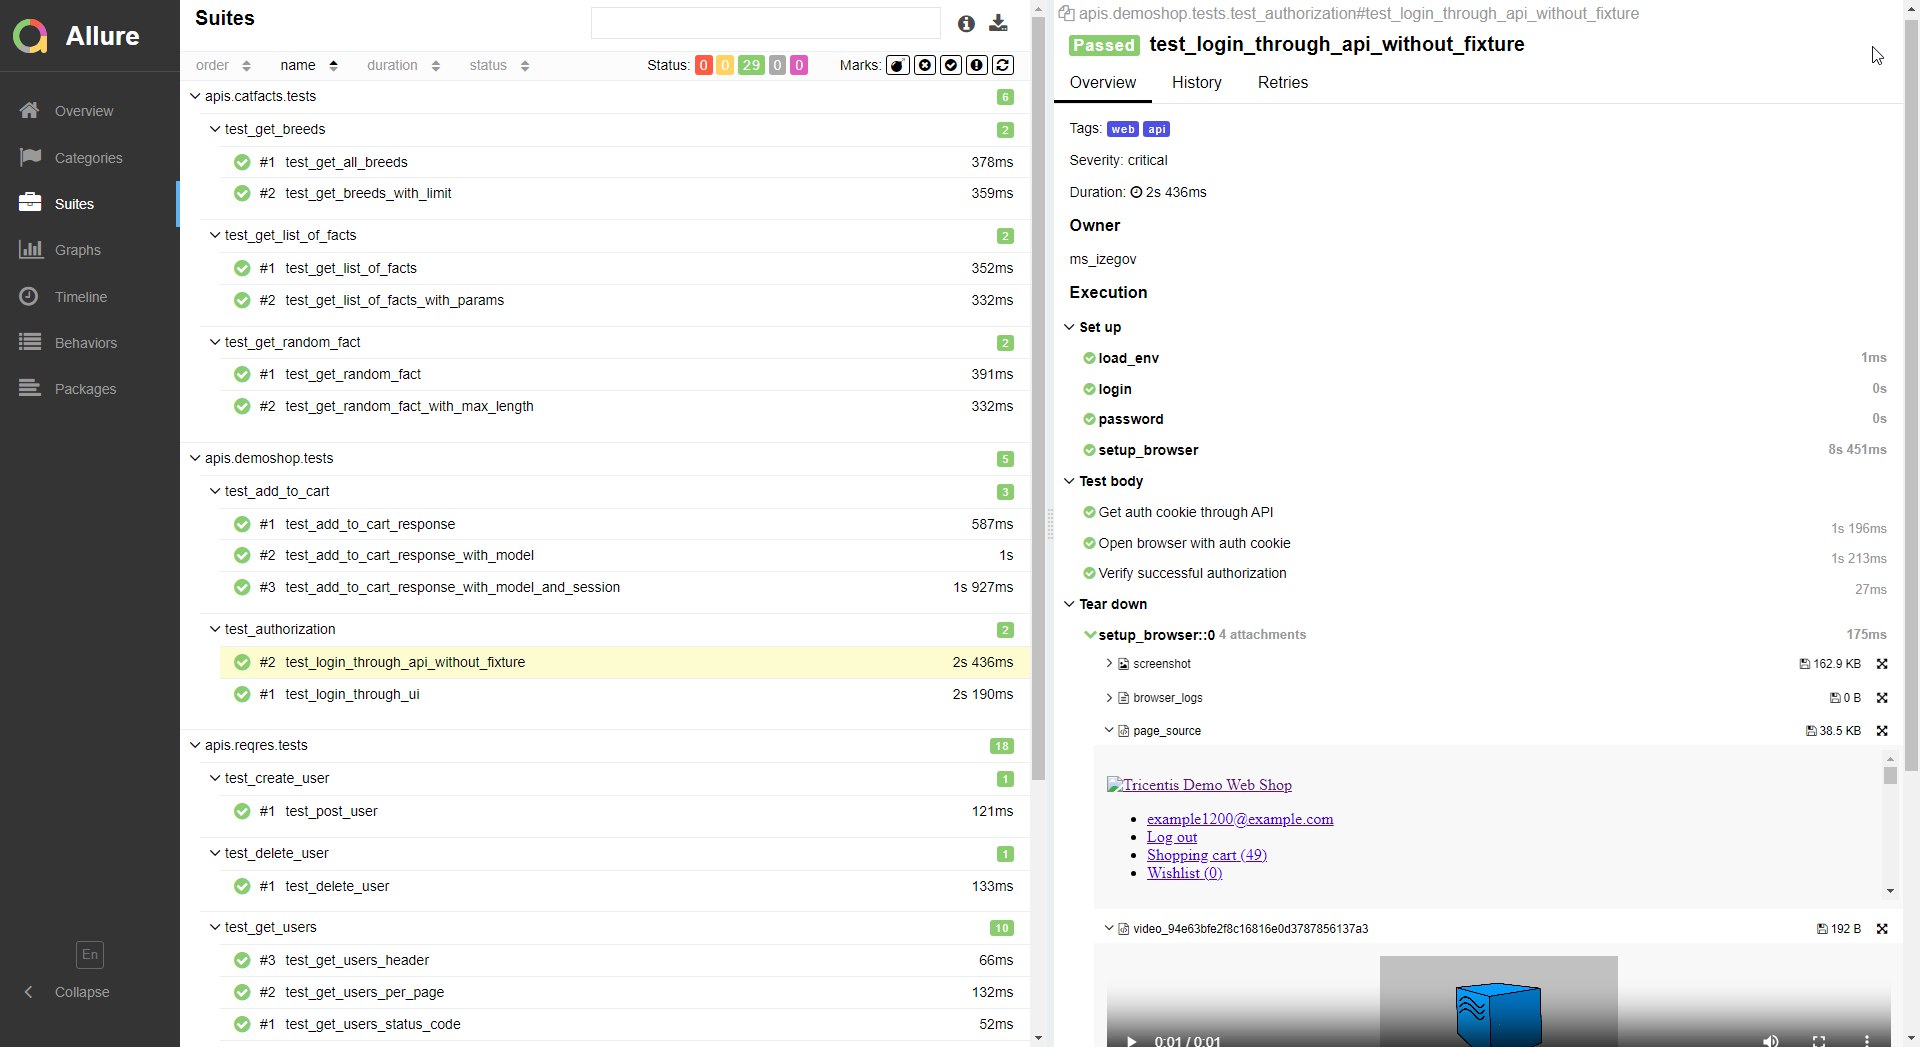 Allure
Overview
Categories
Suites
Graphs
Timeline
Behaviors
Packages
En
Collapse
Suites
order name duration status Status: 0 0 29 0 0 Marks:
apis.catfacts.tests 6
test_get_breeds 2
#1 test_get_all_breeds 378ms
#2 test_get_breeds_with_limit 359ms
test_get_list_of_facts 2
#1 test_get_list_of_facts 352ms
#2 test_get_list_of_facts_with_params 332ms
test_get_random_fact 2
#1 test_get_random_fact 391ms
#2 test_get_random_fact_with_max_length 332ms
apis.demoshop.tests 5
test_add_to_cart 3
#1 test_add_to_cart_response 587ms
#2 test_add_to_cart_response_with_model 1s
#3 test_add_to_cart_response_with_model_and_session 1s 927ms
test_authorization 2
#2 test_login_through_api_without_fixture 2s 436ms
#1 test_login_through_ui 2s 190ms
apis.reqres.tests 18
test_create_user 1
#1 test_post_user 121ms
test_delete_user 1
#1 test_delete_user 133ms
test_get_users 10
#3 test_get_users_header 66ms
#2 test_get_users_per_page 132ms
#1 test_get_users_status_code 52ms
apis.demoshop.tests.test_authorization#test_login_through_api_without_fixture
Passed test_login_through_api_without_fixture
Overview History Retries
Tags: web api
Severity: critical
Duration: 2s 436ms
Owner
ms_izegov
Execution
Set up
load_env 1ms
login 0s
password 0s
setup_browser 8s 451ms
Test body
Get auth cookie through API 1s 196ms
Open browser with auth cookie 1s 213ms
Verify successful authorization 27ms
Tear down
setup_browser::0 4 attachments 175ms
screenshot 162.9 KB
browser_logs 0 B
page_source 38.5 KB
Tricentis Demo Web Shop
example1200@example.com
Log out
Shopping cart (49)
Wishlist (0)
video_94e63bfe2f8c16816e0d3787856137a3 192 B
0:01 / 0:01